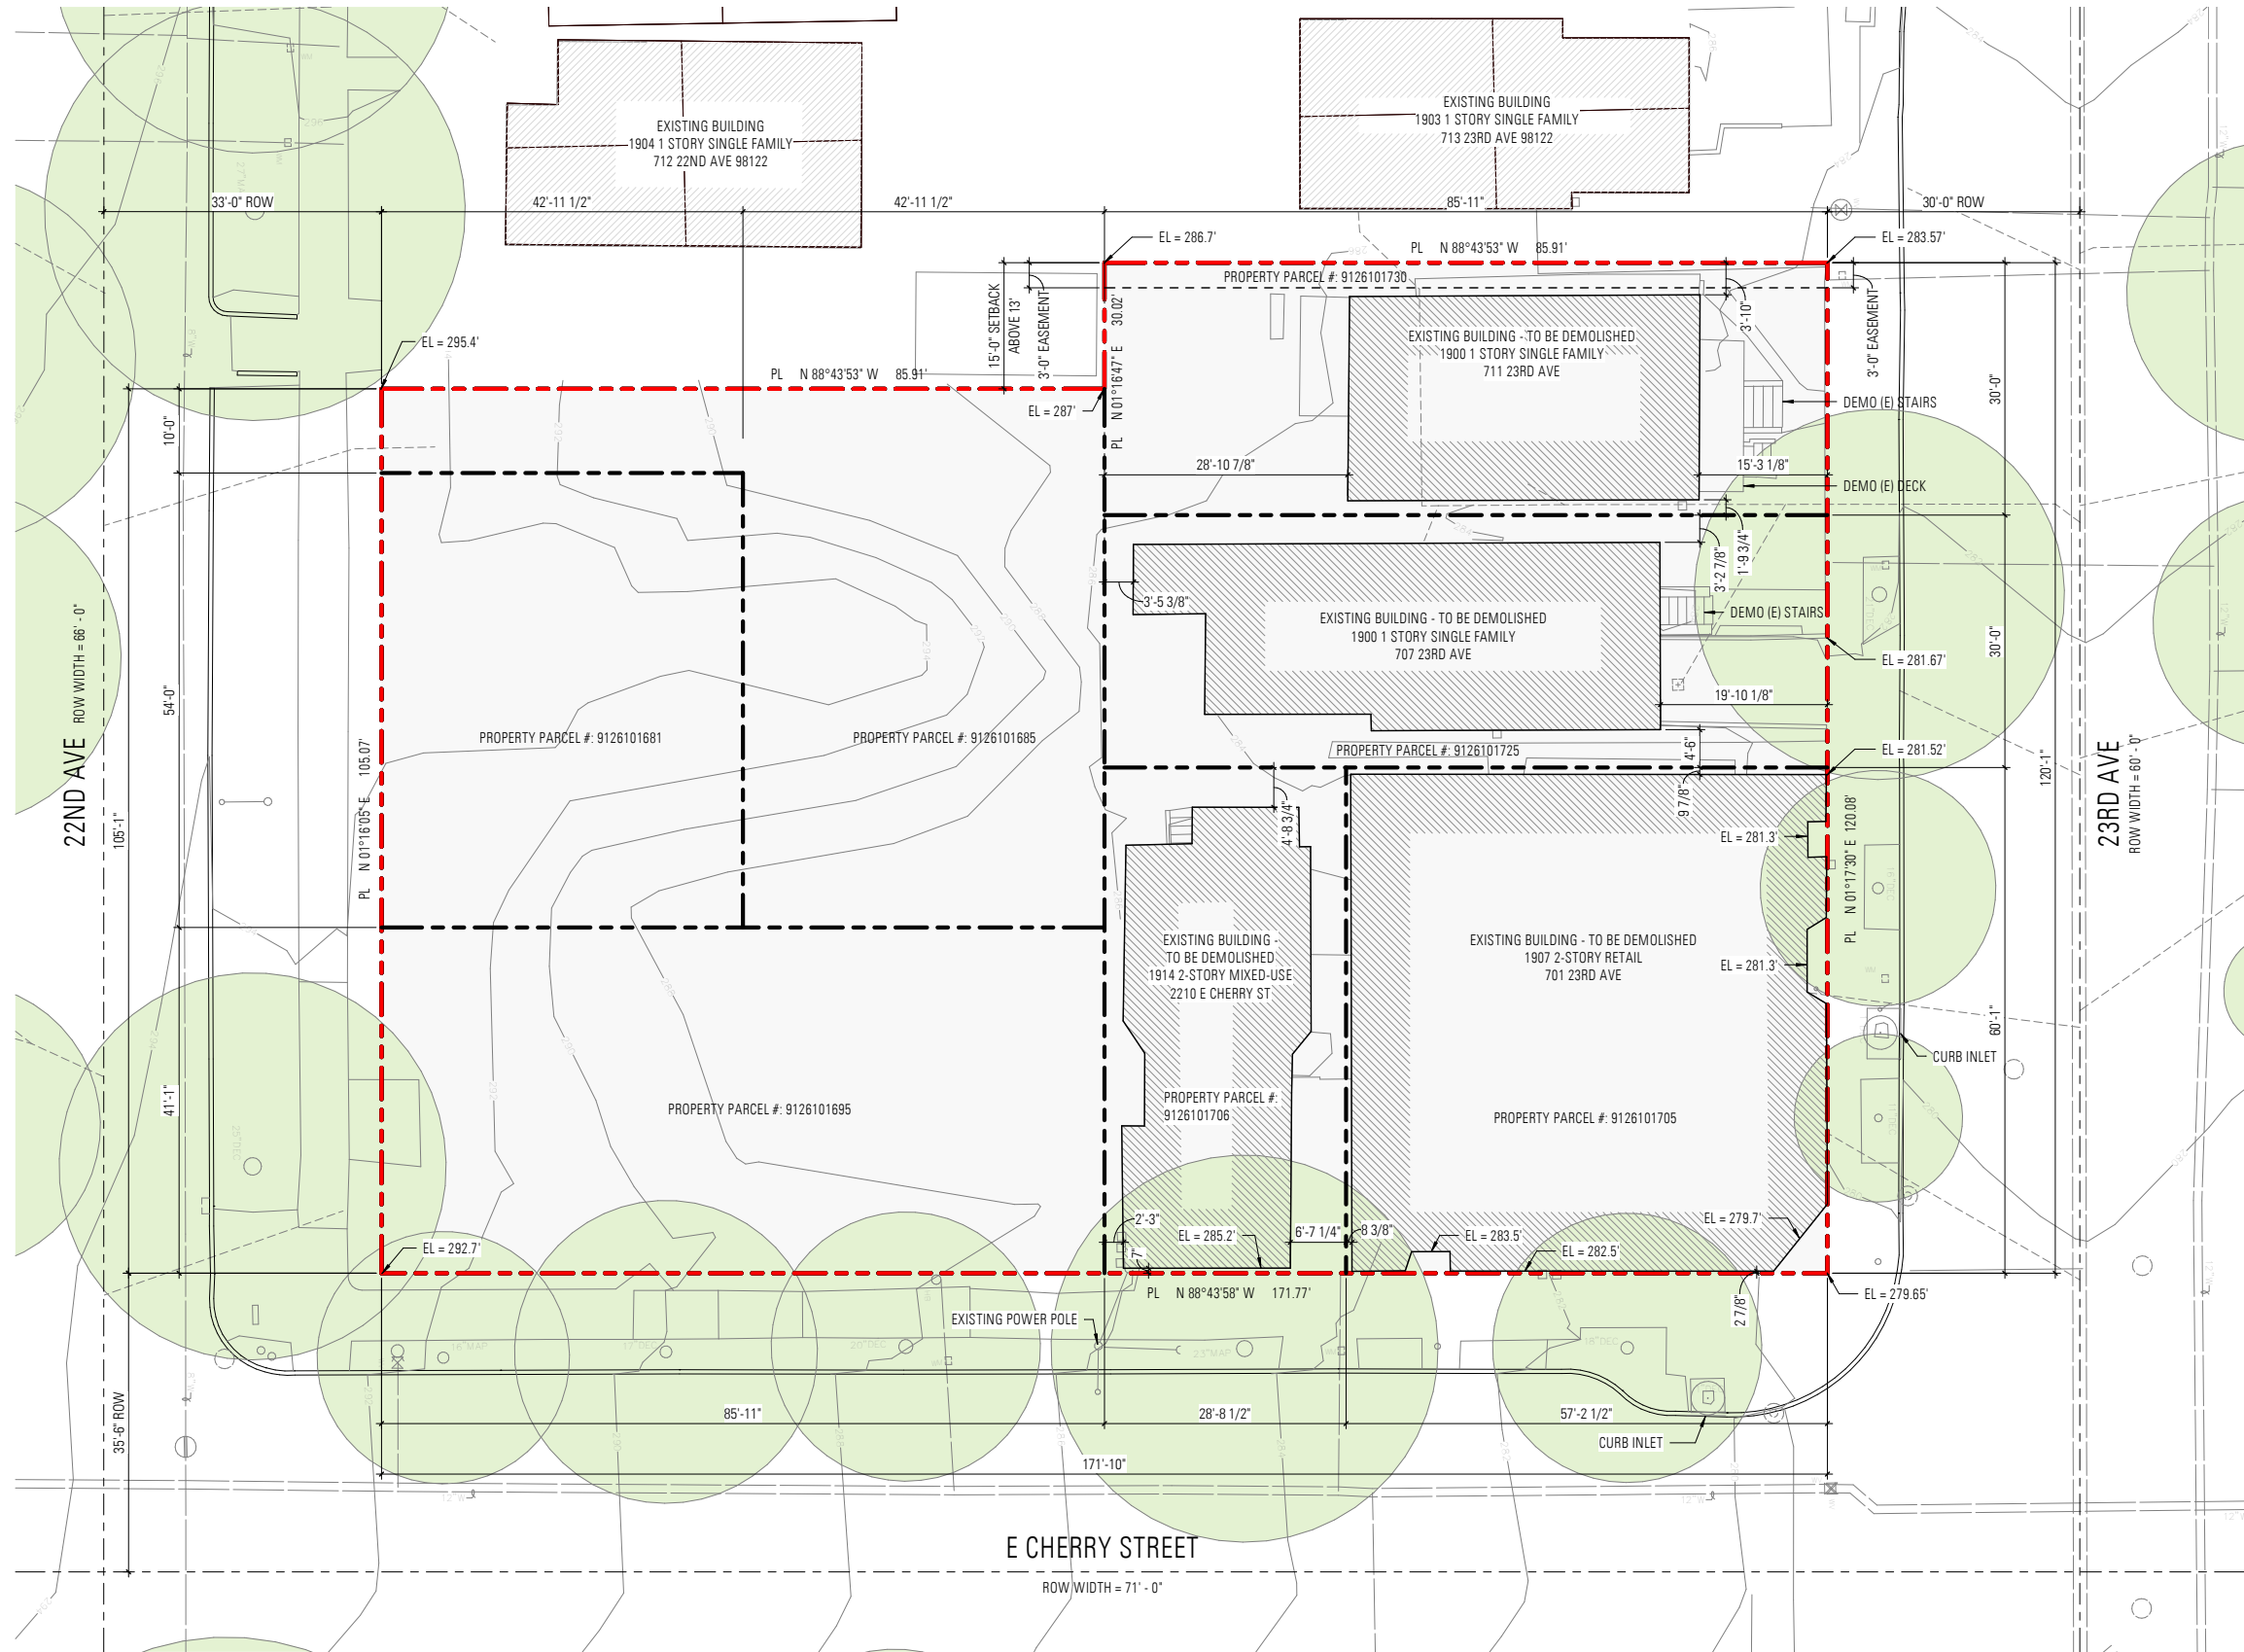 EXISTING BUILDING
1904 1 STORY SINGLE FAMILY
712 22ND AVE 98122
EXISTING BUILDING
1903 1 STORY SINGLE FAMILY
713 23RD AVE 98122
33'-0" ROW
42'-11 1/2"
42'-11 1/2"
85'-11"
30'-0" ROW
EL = 286.7'
PL N 88°43'53" W 85.91'
EL = 283.57'
PROPERTY PARCEL #: 9126101730
15'-0" SETBACK
ABOVE 13'
3'-0" EASEMENT
PL N 01°16'47" E 30.02'
3'-10"
3'-0" EASEMENT
EL = 295.4'
PL N 88°43'53" W 85.91'
EL = 287'
EXISTING BUILDING - TO BE DEMOLISHED
1900 1 STORY SINGLE FAMILY
711 23RD AVE
DEMO (E) STAIRS
30'-0"
10'-0"
28'-10 7/8"
15'-3 1/8"
DEMO (E) DECK
3'-2 7/8"
1'-9 3/4"
3'-5 3/8"
EXISTING BUILDING - TO BE DEMOLISHED
1900 1 STORY SINGLE FAMILY
707 23RD AVE
DEMO (E) STAIRS
30'-0"
EL = 281.67'
19'-10 1/8"
22ND AVE
ROW WIDTH = 66' - 0"
54'-0"
105'-1"
PL N 01°16'05" E 105.07'
PROPERTY PARCEL #: 9126101681
PROPERTY PARCEL #: 9126101685
PROPERTY PARCEL #: 9126101725
4'-6"
9 7/8"
EL = 281.52'
120'-1"
23RD AVE
ROW WIDTH = 60' - 0"
4'-8 3/4"
EL = 281.3'
PL N 01°17'30" E 120.08'
EXISTING BUILDING -
TO BE DEMOLISHED
1914 2-STORY MIXED-USE
2210 E CHERRY ST
EXISTING BUILDING - TO BE DEMOLISHED
1907 2-STORY RETAIL
701 23RD AVE
EL = 281.3'
60'-1"
CURB INLET
41'-1"
PROPERTY PARCEL #: 9126101695
PROPERTY PARCEL #:
9126101706
PROPERTY PARCEL #: 9126101705
2'-3"
7"
EL = 285.2'
6'-7 1/4"
8 3/8"
EL = 283.5'
EL = 282.5'
EL = 279.7'
EL = 292.7'
PL N 88°43'58" W 171.77'
2 7/8"
EL = 279.65'
EXISTING POWER POLE
16"MAP
17"DEC
20"DEC
23"MAP
18"DEC
25"DEC
35'-6" ROW
85'-11"
28'-8 1/2"
57'-2 1/2"
CURB INLET
171'-10"
12"W
12"W
E CHERRY STREET
ROW WIDTH = 71' - 0"